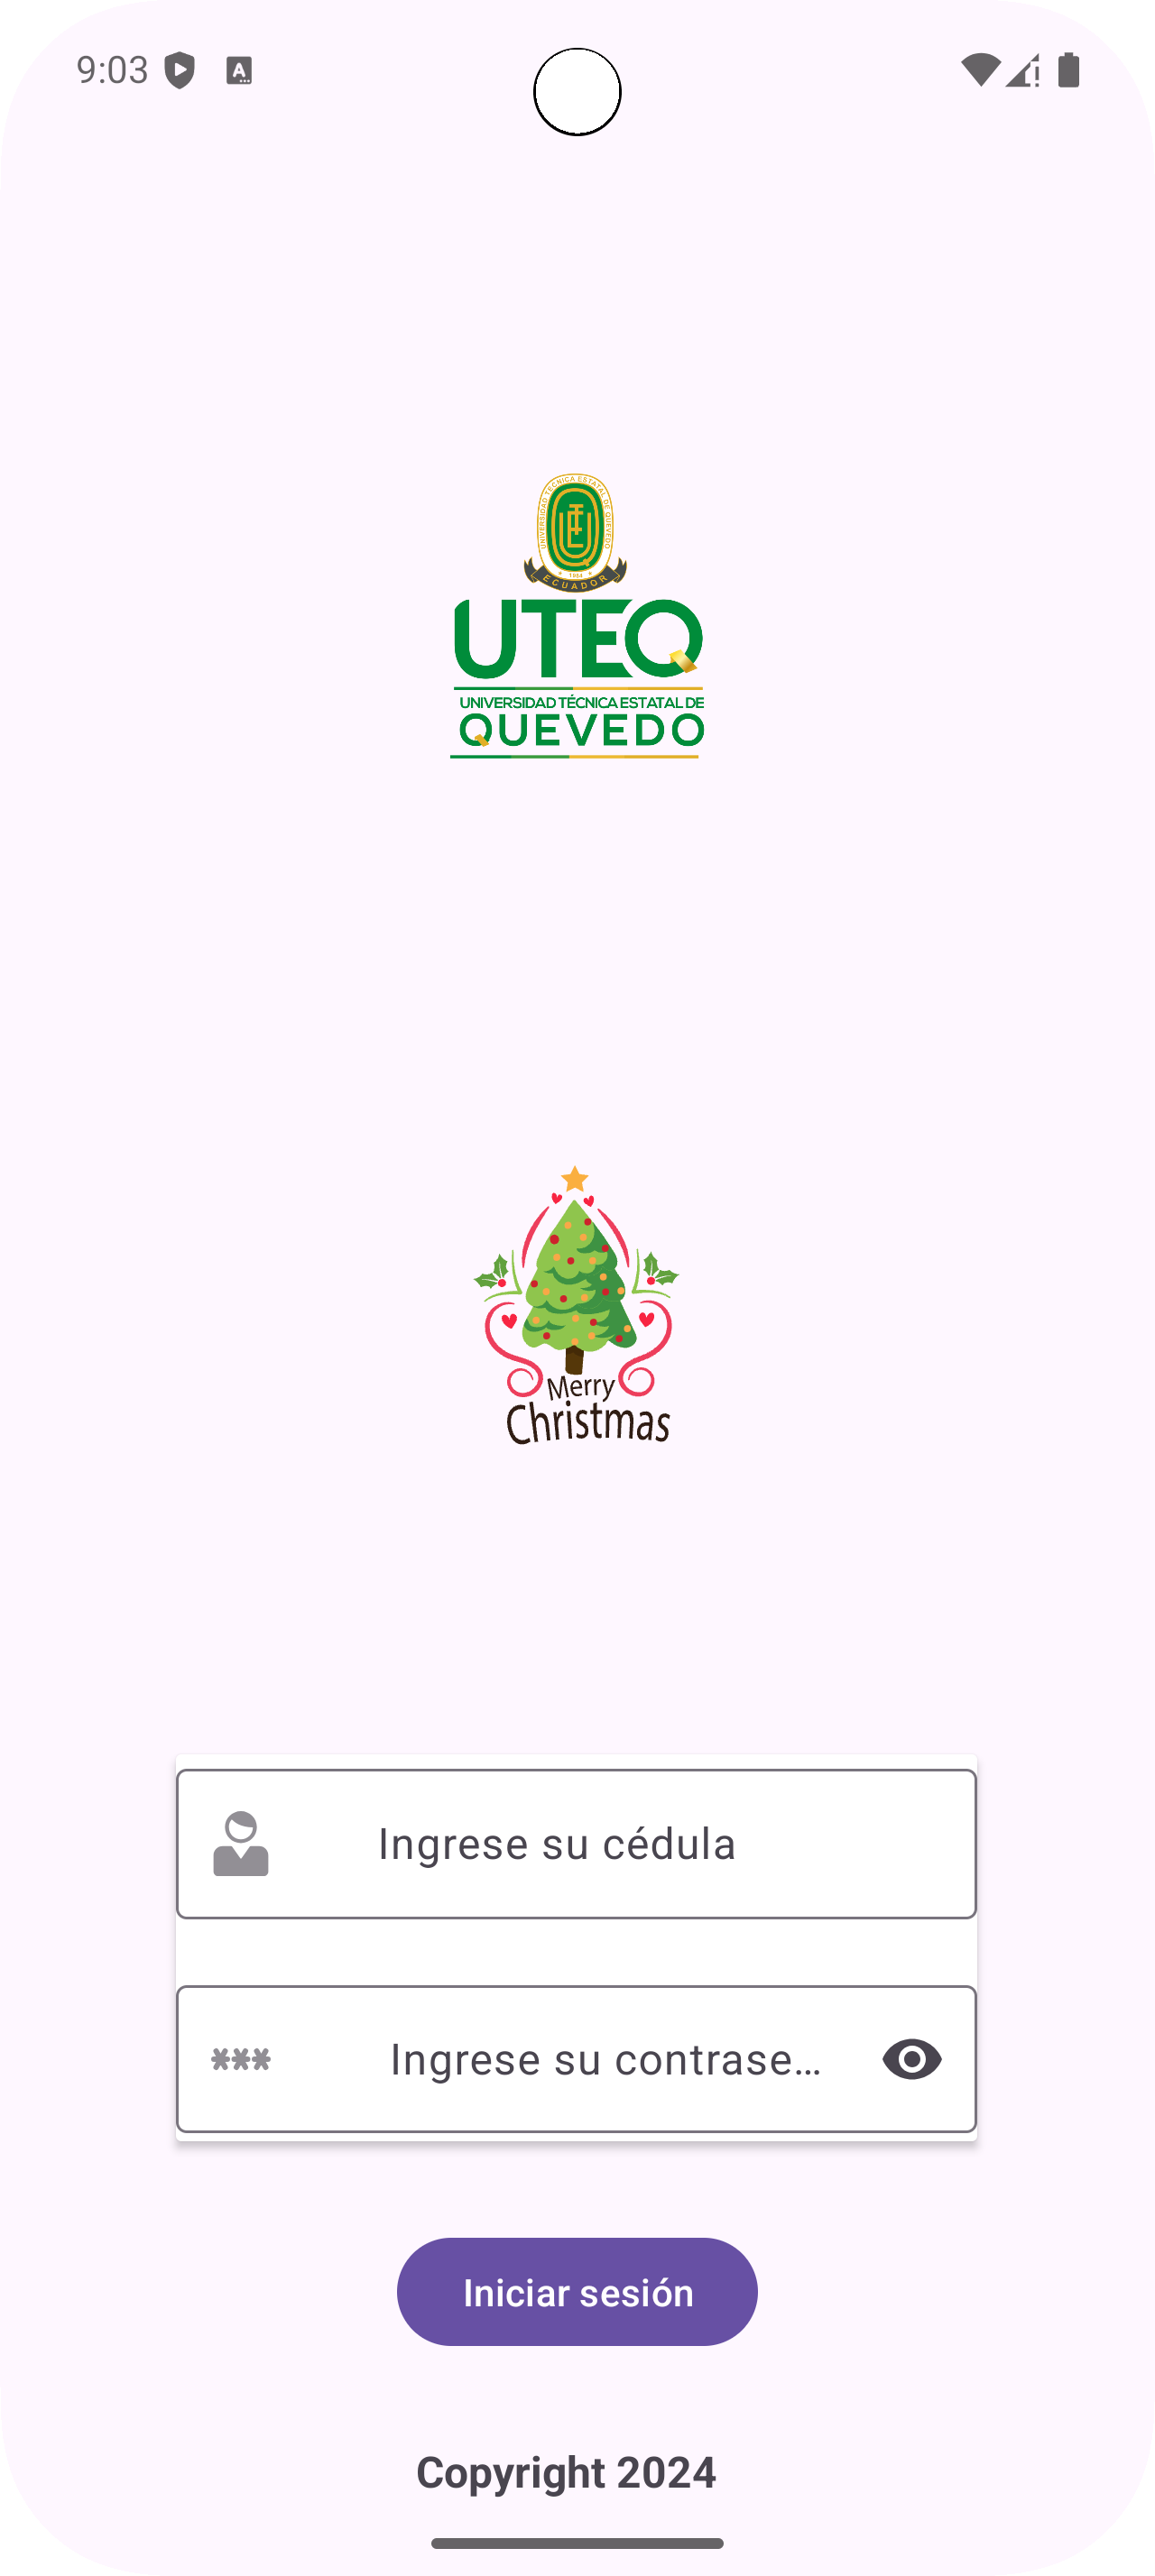 9:03
A
UNIVERSIDAD TÉCNICA ESTATAL DE QUEVEDO
1984
ECUADOR
UTEQ
UNIVERSIDAD TÉCNICA ESTATAL DE
QUEVEDO
Merry
Christmas
Ingrese su cédula
***
Ingrese su contrase...
Iniciar sesión
Copyright 2024